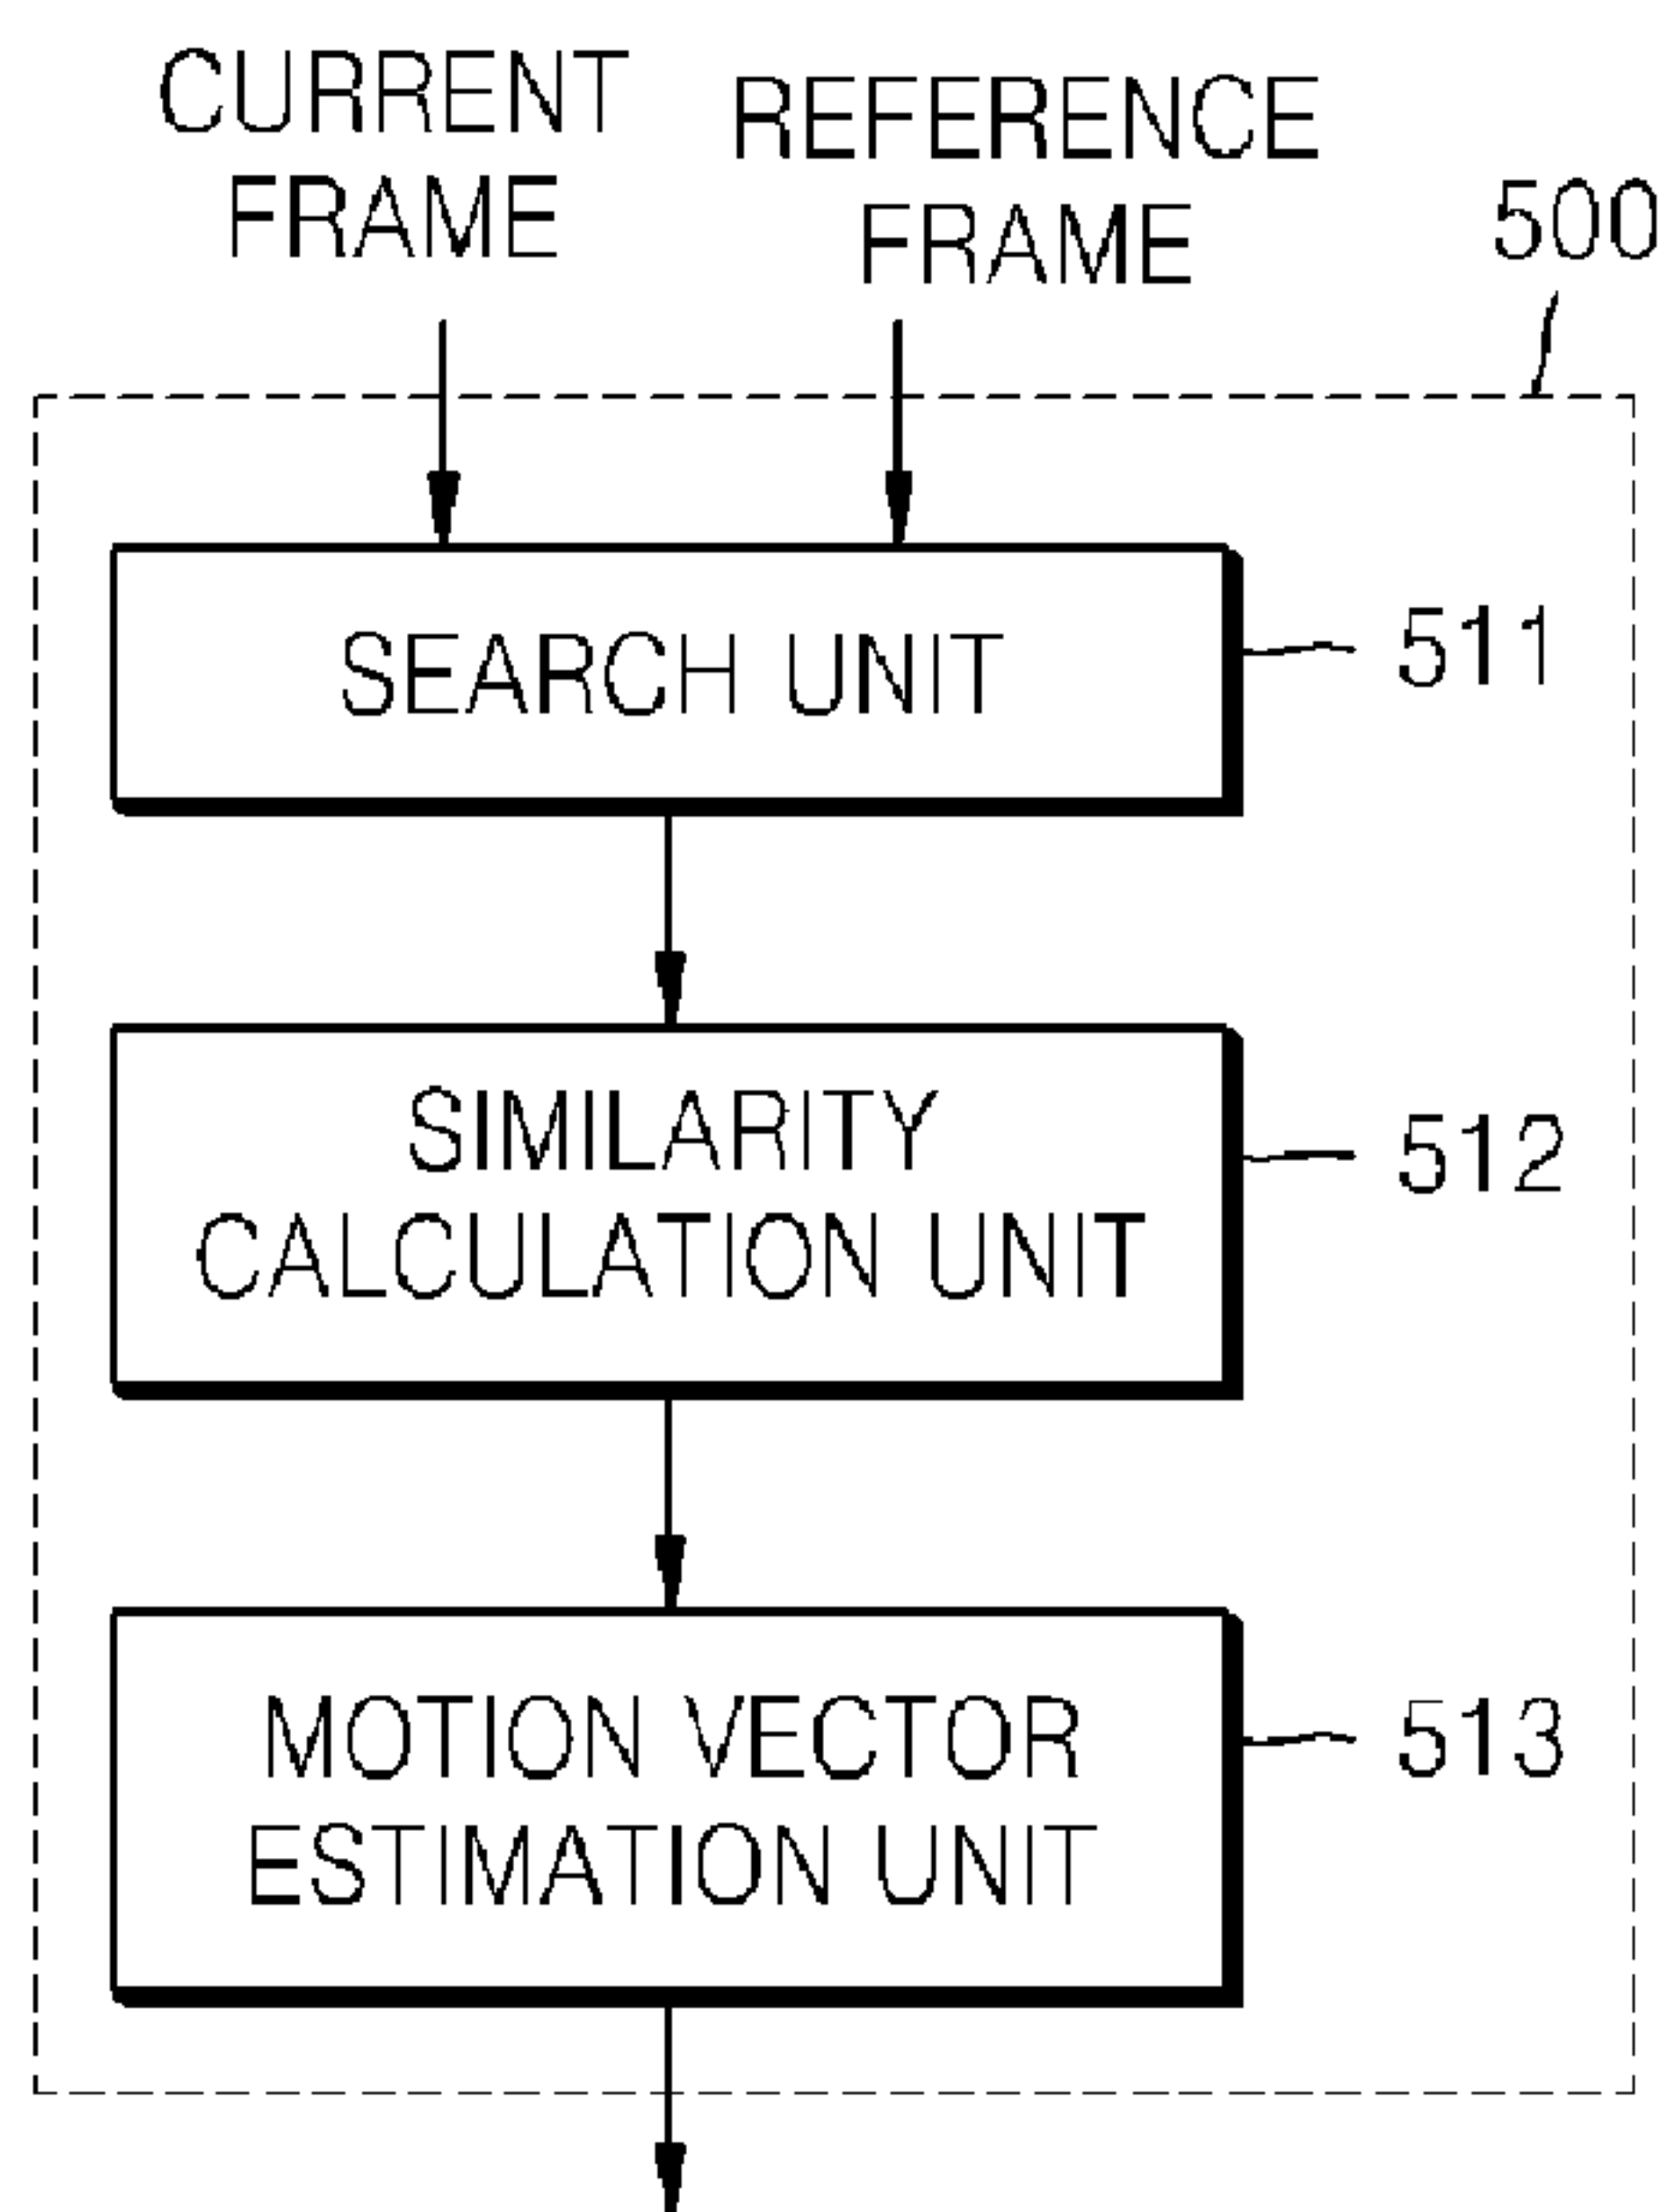 CURRENT
FRAME
REFERENCE
FRAME
500
SEARCH UNIT
511
SIMILARITY
CALCULATION UNIT
512
MOTION VECTOR
ESTIMATION UNIT
513